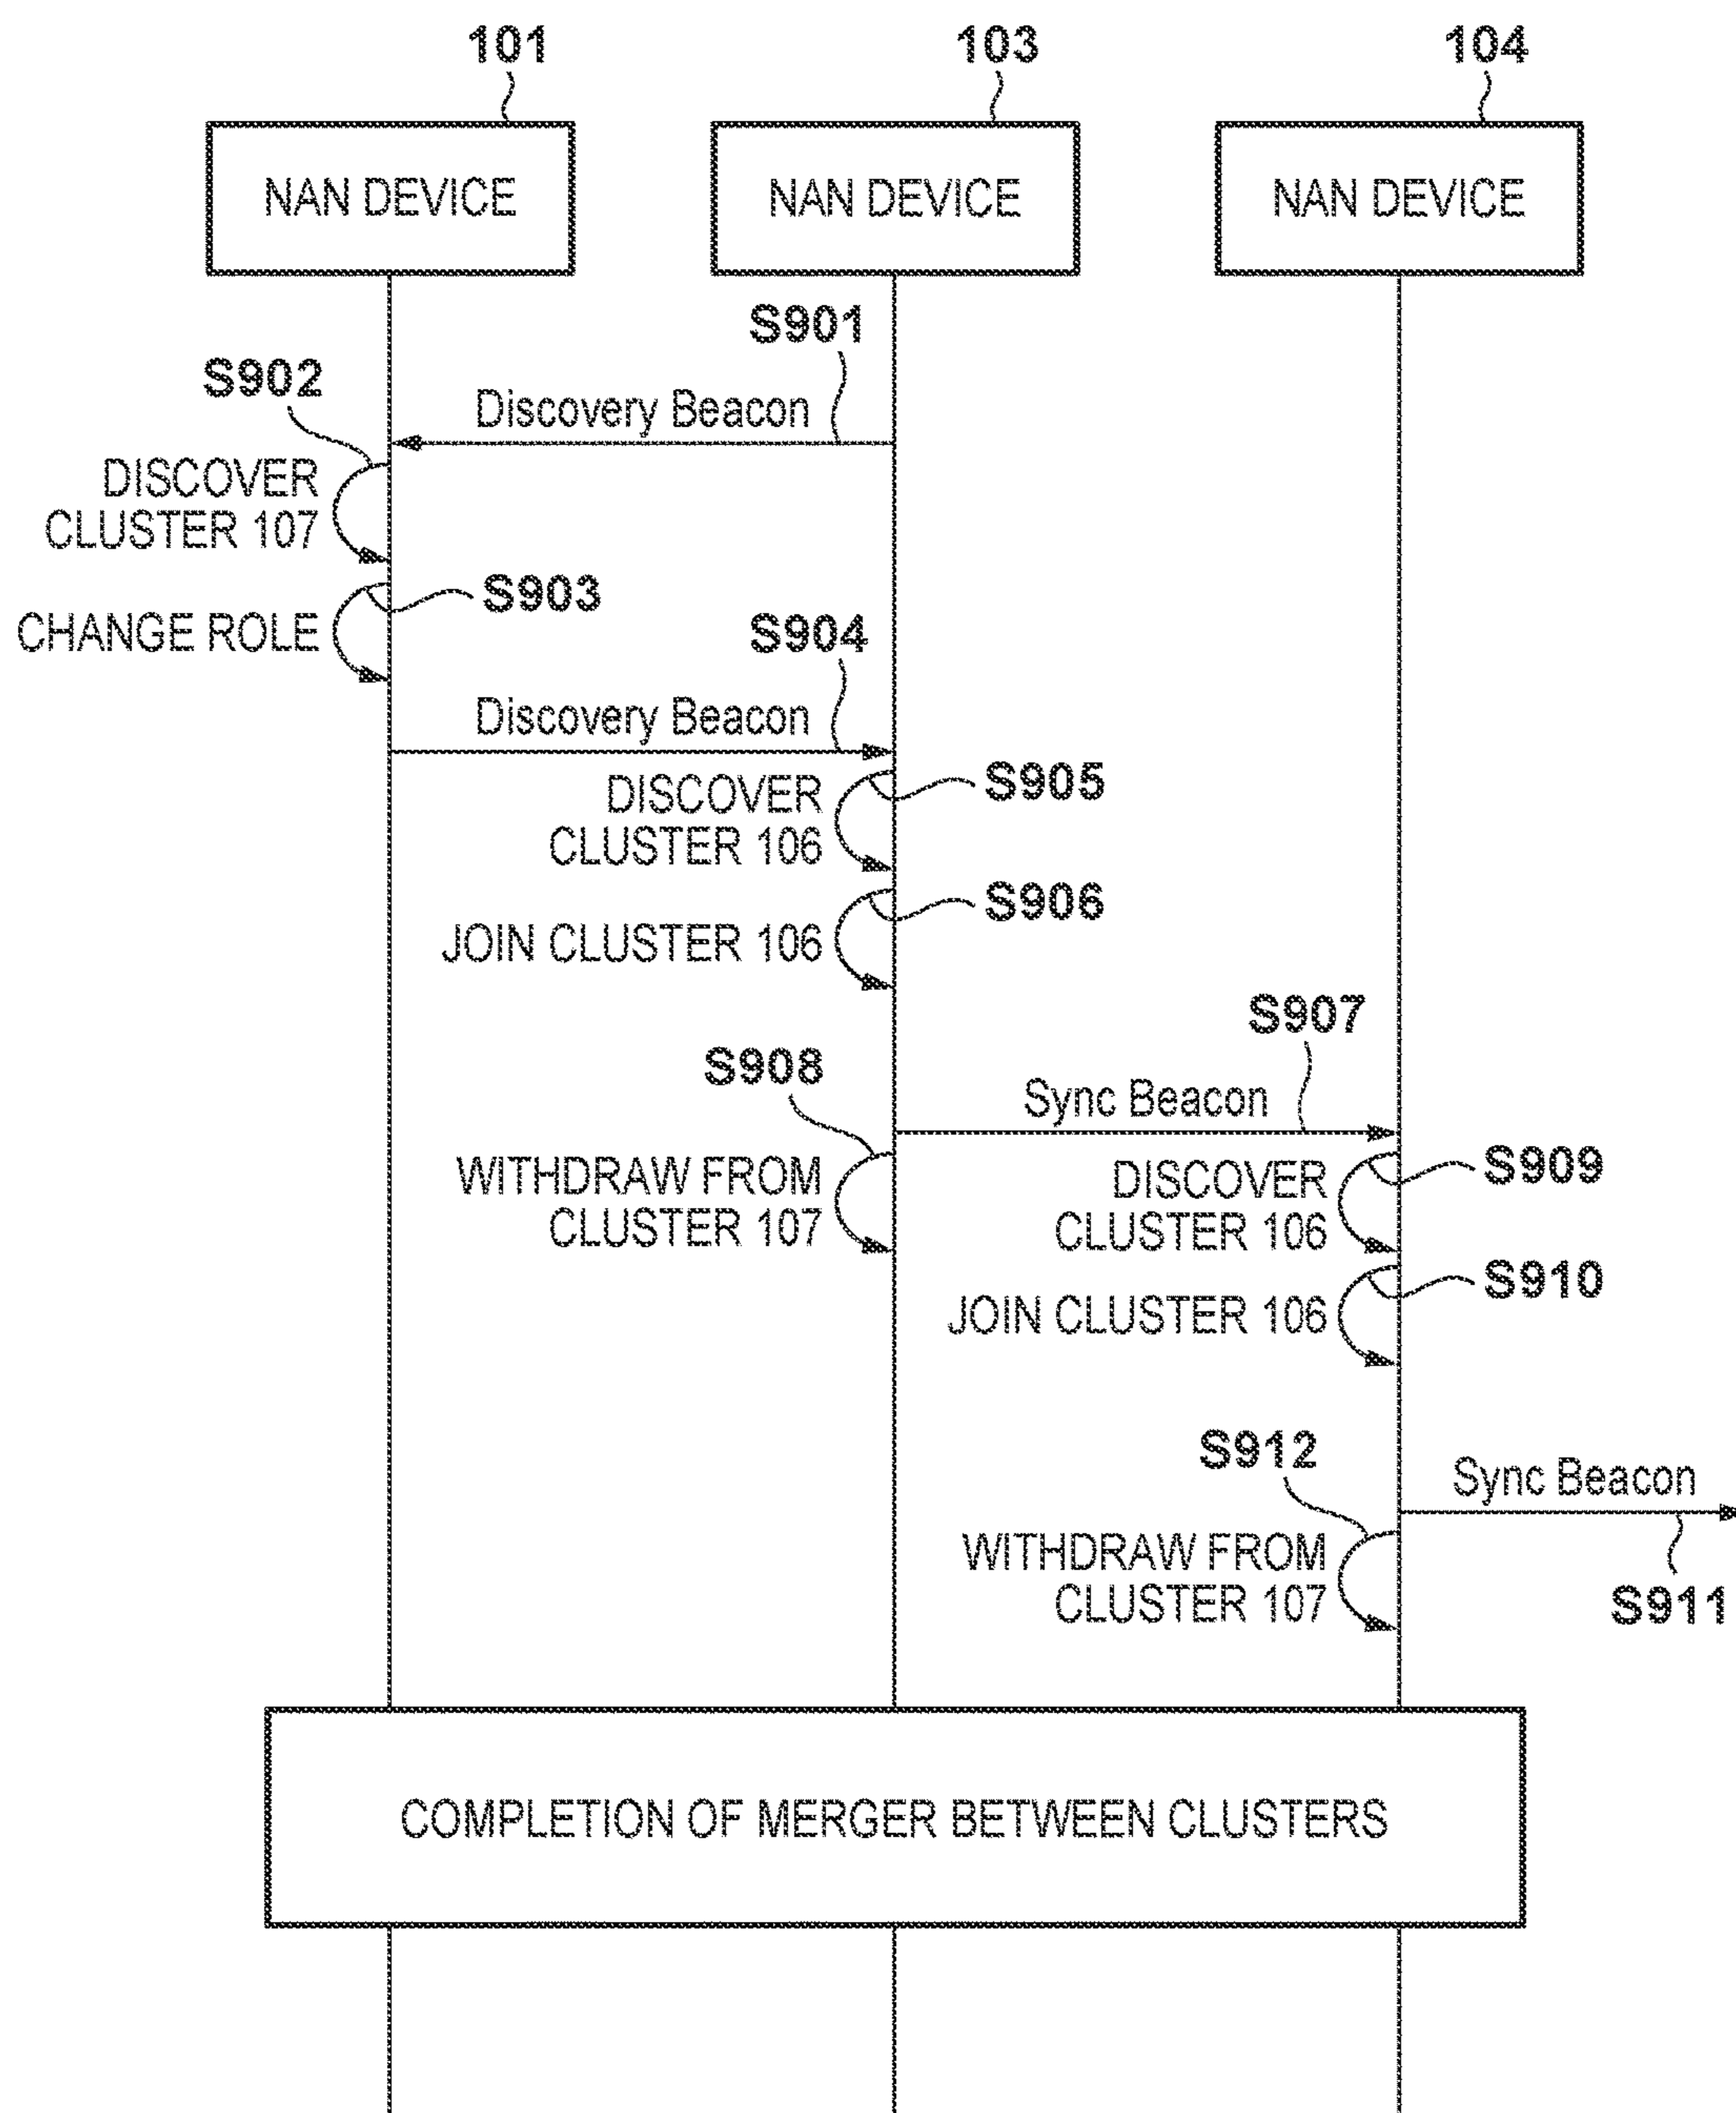 101
103
104
NAN DEVICE
NAN DEVICE
NAN DEVICE
S901
S902
Discovery Beacon
DISCOVER
CLUSTER 107
S903
CHANGE ROLE
S904
Discovery Beacon
S905
DISCOVER
CLUSTER 106
S906
JOIN CLUSTER 106
S907
S908
Sync Beacon
WITHDRAW FROM
CLUSTER 107
S909
DISCOVER
CLUSTER 106
S910
JOIN CLUSTER 106
S912
Sync Beacon
WITHDRAW FROM
CLUSTER 107
S911
COMPLETION OF MERGER BETWEEN CLUSTERS